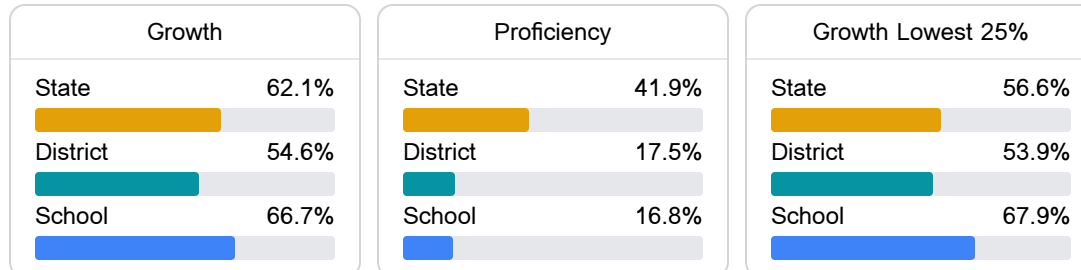 Growth
State 62.1%
District 54.6%
School 66.7%
Proficiency
State 41.9%
District 17.5%
School 16.8%
Growth Lowest 25%
State 56.6%
District 53.9%
School 67.9%